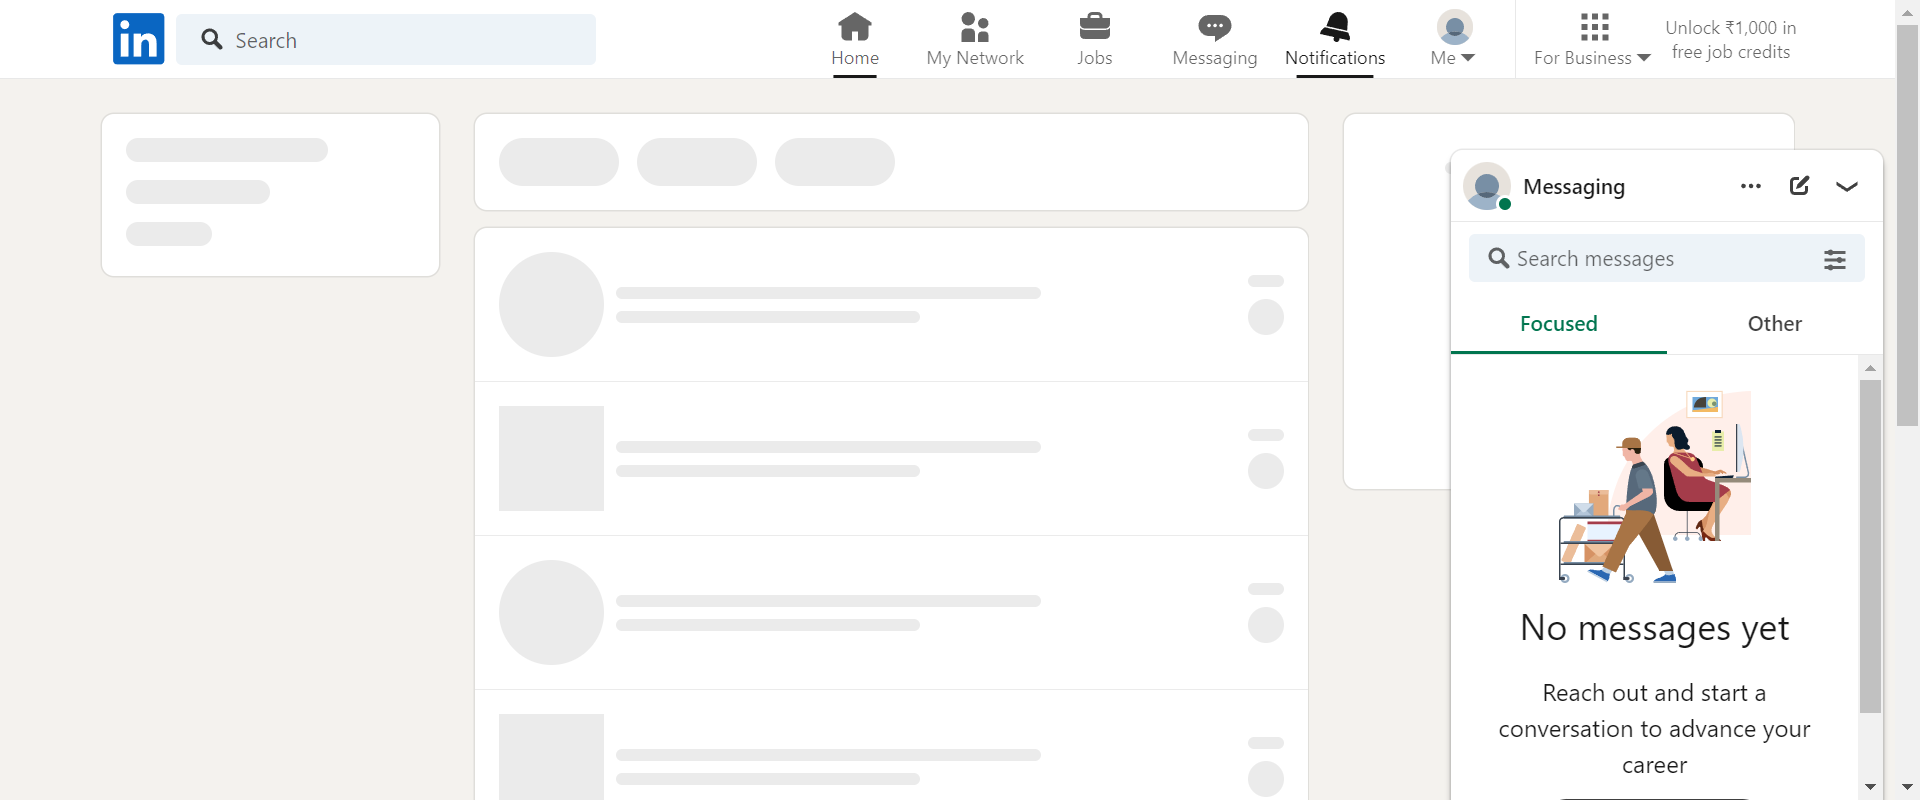 in
Search
Home
My Network
Jobs
Messaging
Notifications
Me
For Business
Unlock ₹1,000 in
free job credits
Messaging
Search messages
Focused
Other
No messages yet
Reach out and start a
conversation to advance your
career